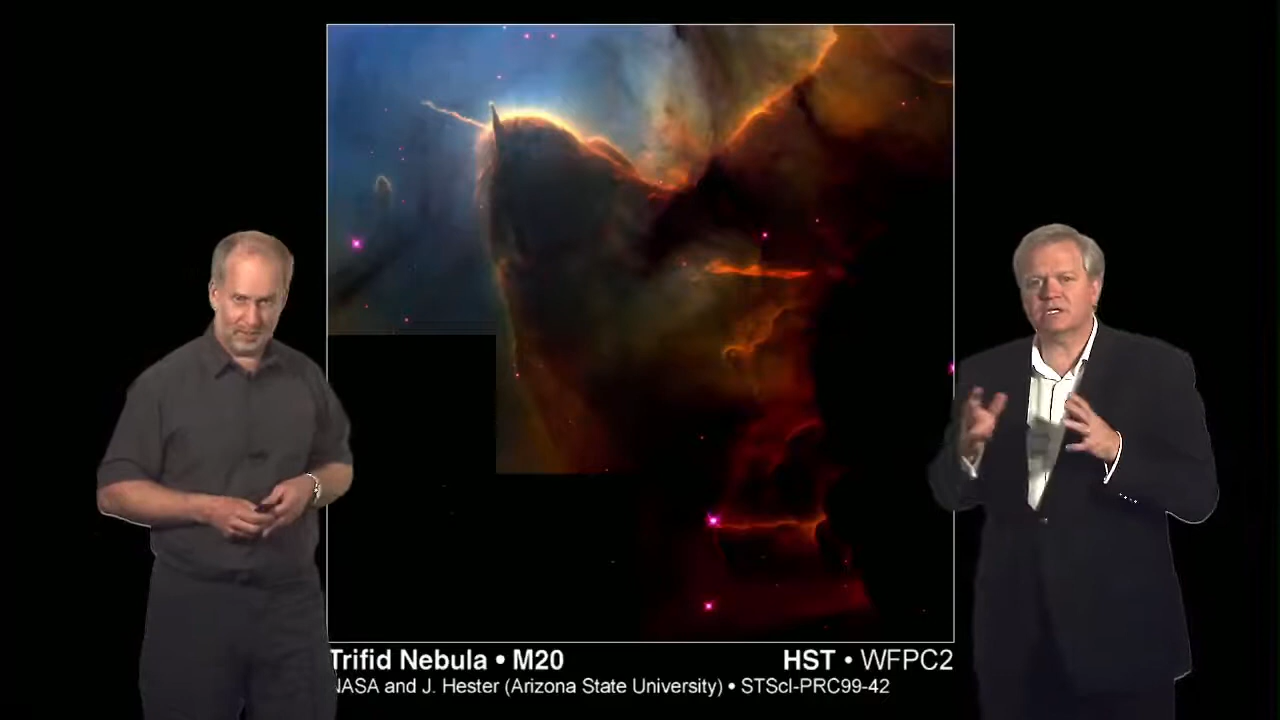 Trifid Nebula • M20 HST • WFPC2
NASA and J. Hester (Arizona State University) • STScI-PRC99-42